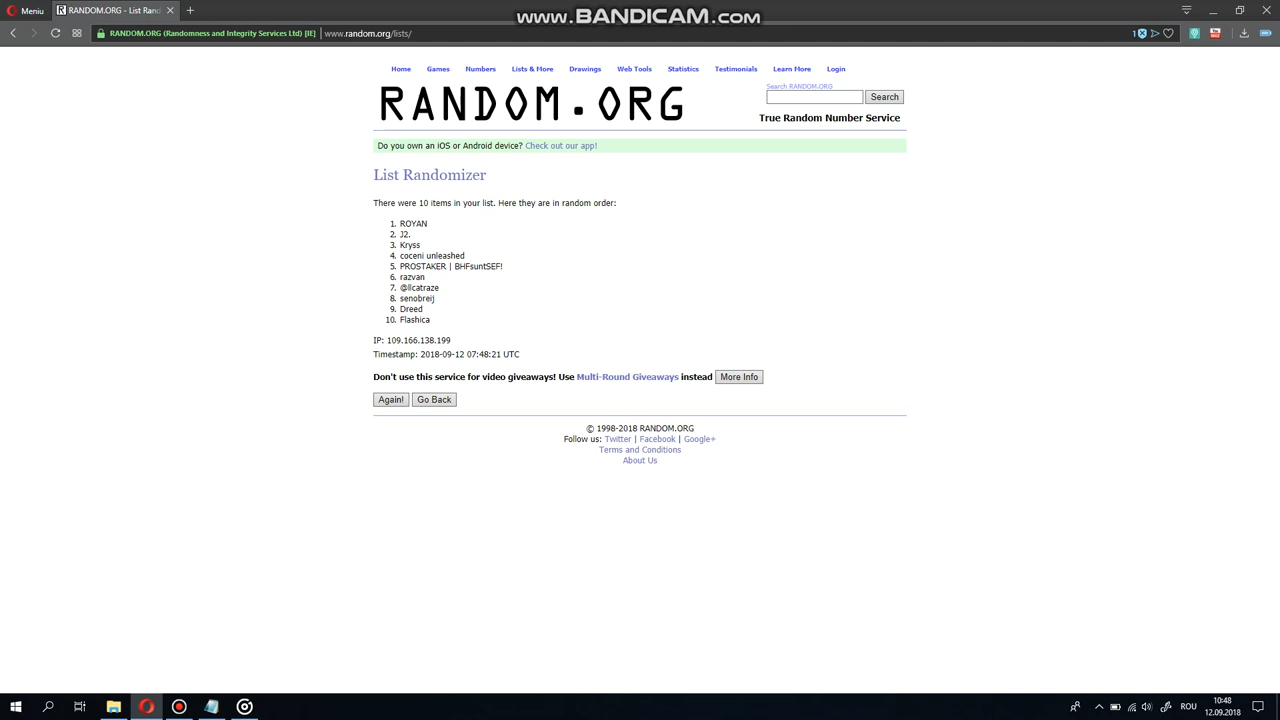 Meniu
RANDOM.ORG - List Rand
www.BANDICAM.com
RANDOM.ORG (Randomness and Integrity Services Ltd) [IE]
www.random.org/lists/
1
Home Games Numbers Lists & More Drawings Web Tools Statistics Testimonials Learn More Login
RANDOM.ORG
Search RANDOM.ORG
Search
True Random Number Service
Do you own an iOS or Android device? Check out our app!
List Randomizer
There were 10 items in your list. Here they are in random order:
1. ROYAN
2. J2.
3. Kryss
4. coceni unleashed
5. PROSTAKER | BHFsuntSEF!
6. razvan
7. @llcatraze
8. senobreij
9. Dreed
10. Flashica
IP: 109.166.138.199
Timestamp: 2018-09-12 07:48:21 UTC
Don't use this service for video giveaways! Use Multi-Round Giveaways instead More Info
Again! Go Back
© 1998-2018 RANDOM.ORG
Follow us: Twitter | Facebook | Google+
Terms and Conditions
About Us
ROU
10:48
12.09.2018